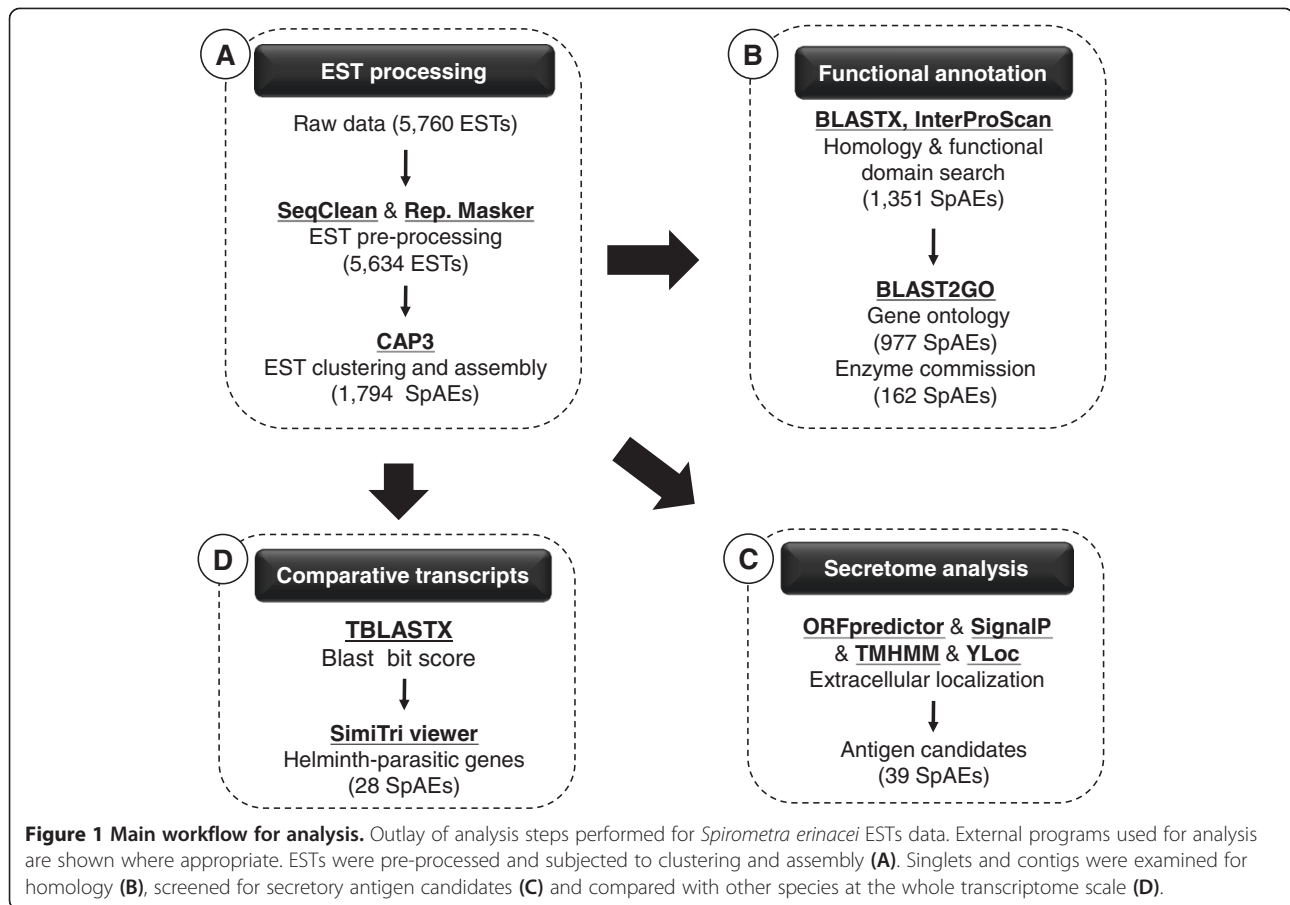 A
EST processing
Raw data (5,760 ESTs)
SeqClean & Rep. Masker
EST pre-processing
(5,634 ESTs)
CAP3
EST clustering and assembly
(1,794 SpAEs)
B
Functional annotation
BLASTX, InterProScan
Homology & functional
domain search
(1,351 SpAEs)
BLAST2GO
Gene ontology
(977 SpAEs)
Enzyme commission
(162 SpAEs)
D
Comparative transcripts
TBLASTX
Blast bit score
SimiTri viewer
Helminth-parasitic genes
(28 SpAEs)
C
Secretome analysis
ORFpredictor & SignalP
& TMHMM & YLoc
Extracellular localization
Antigen candidates
(39 SpAEs)
Figure 1 Main workflow for analysis. Outlay of analysis steps performed for Spirometra erinacei ESTs data. External programs used for analysis
are shown where appropriate. ESTs were pre-processed and subjected to clustering and assembly (A). Singlets and contigs were examined for
homology (B), screened for secretory antigen candidates (C) and compared with other species at the whole transcriptome scale (D).